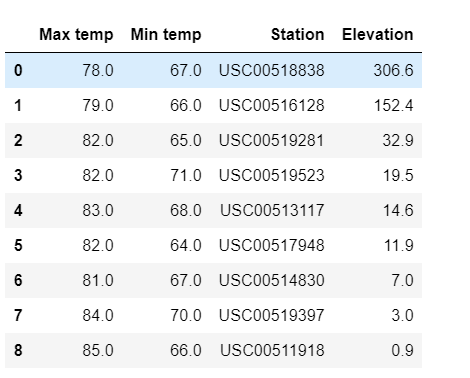 Max temp Min temp Station Elevation
0 78.0 67.0 USC00518838 306.6
1 79.0 66.0 USC00516128 152.4
2 82.0 65.0 USC00519281 32.9
3 82.0 71.0 USC00519523 19.5
4 83.0 68.0 USC00513117 14.6
5 82.0 64.0 USC00517948 11.9
6 81.0 67.0 USC00514830 7.0
7 84.0 70.0 USC00519397 3.0
8 85.0 66.0 USC00511918 0.9